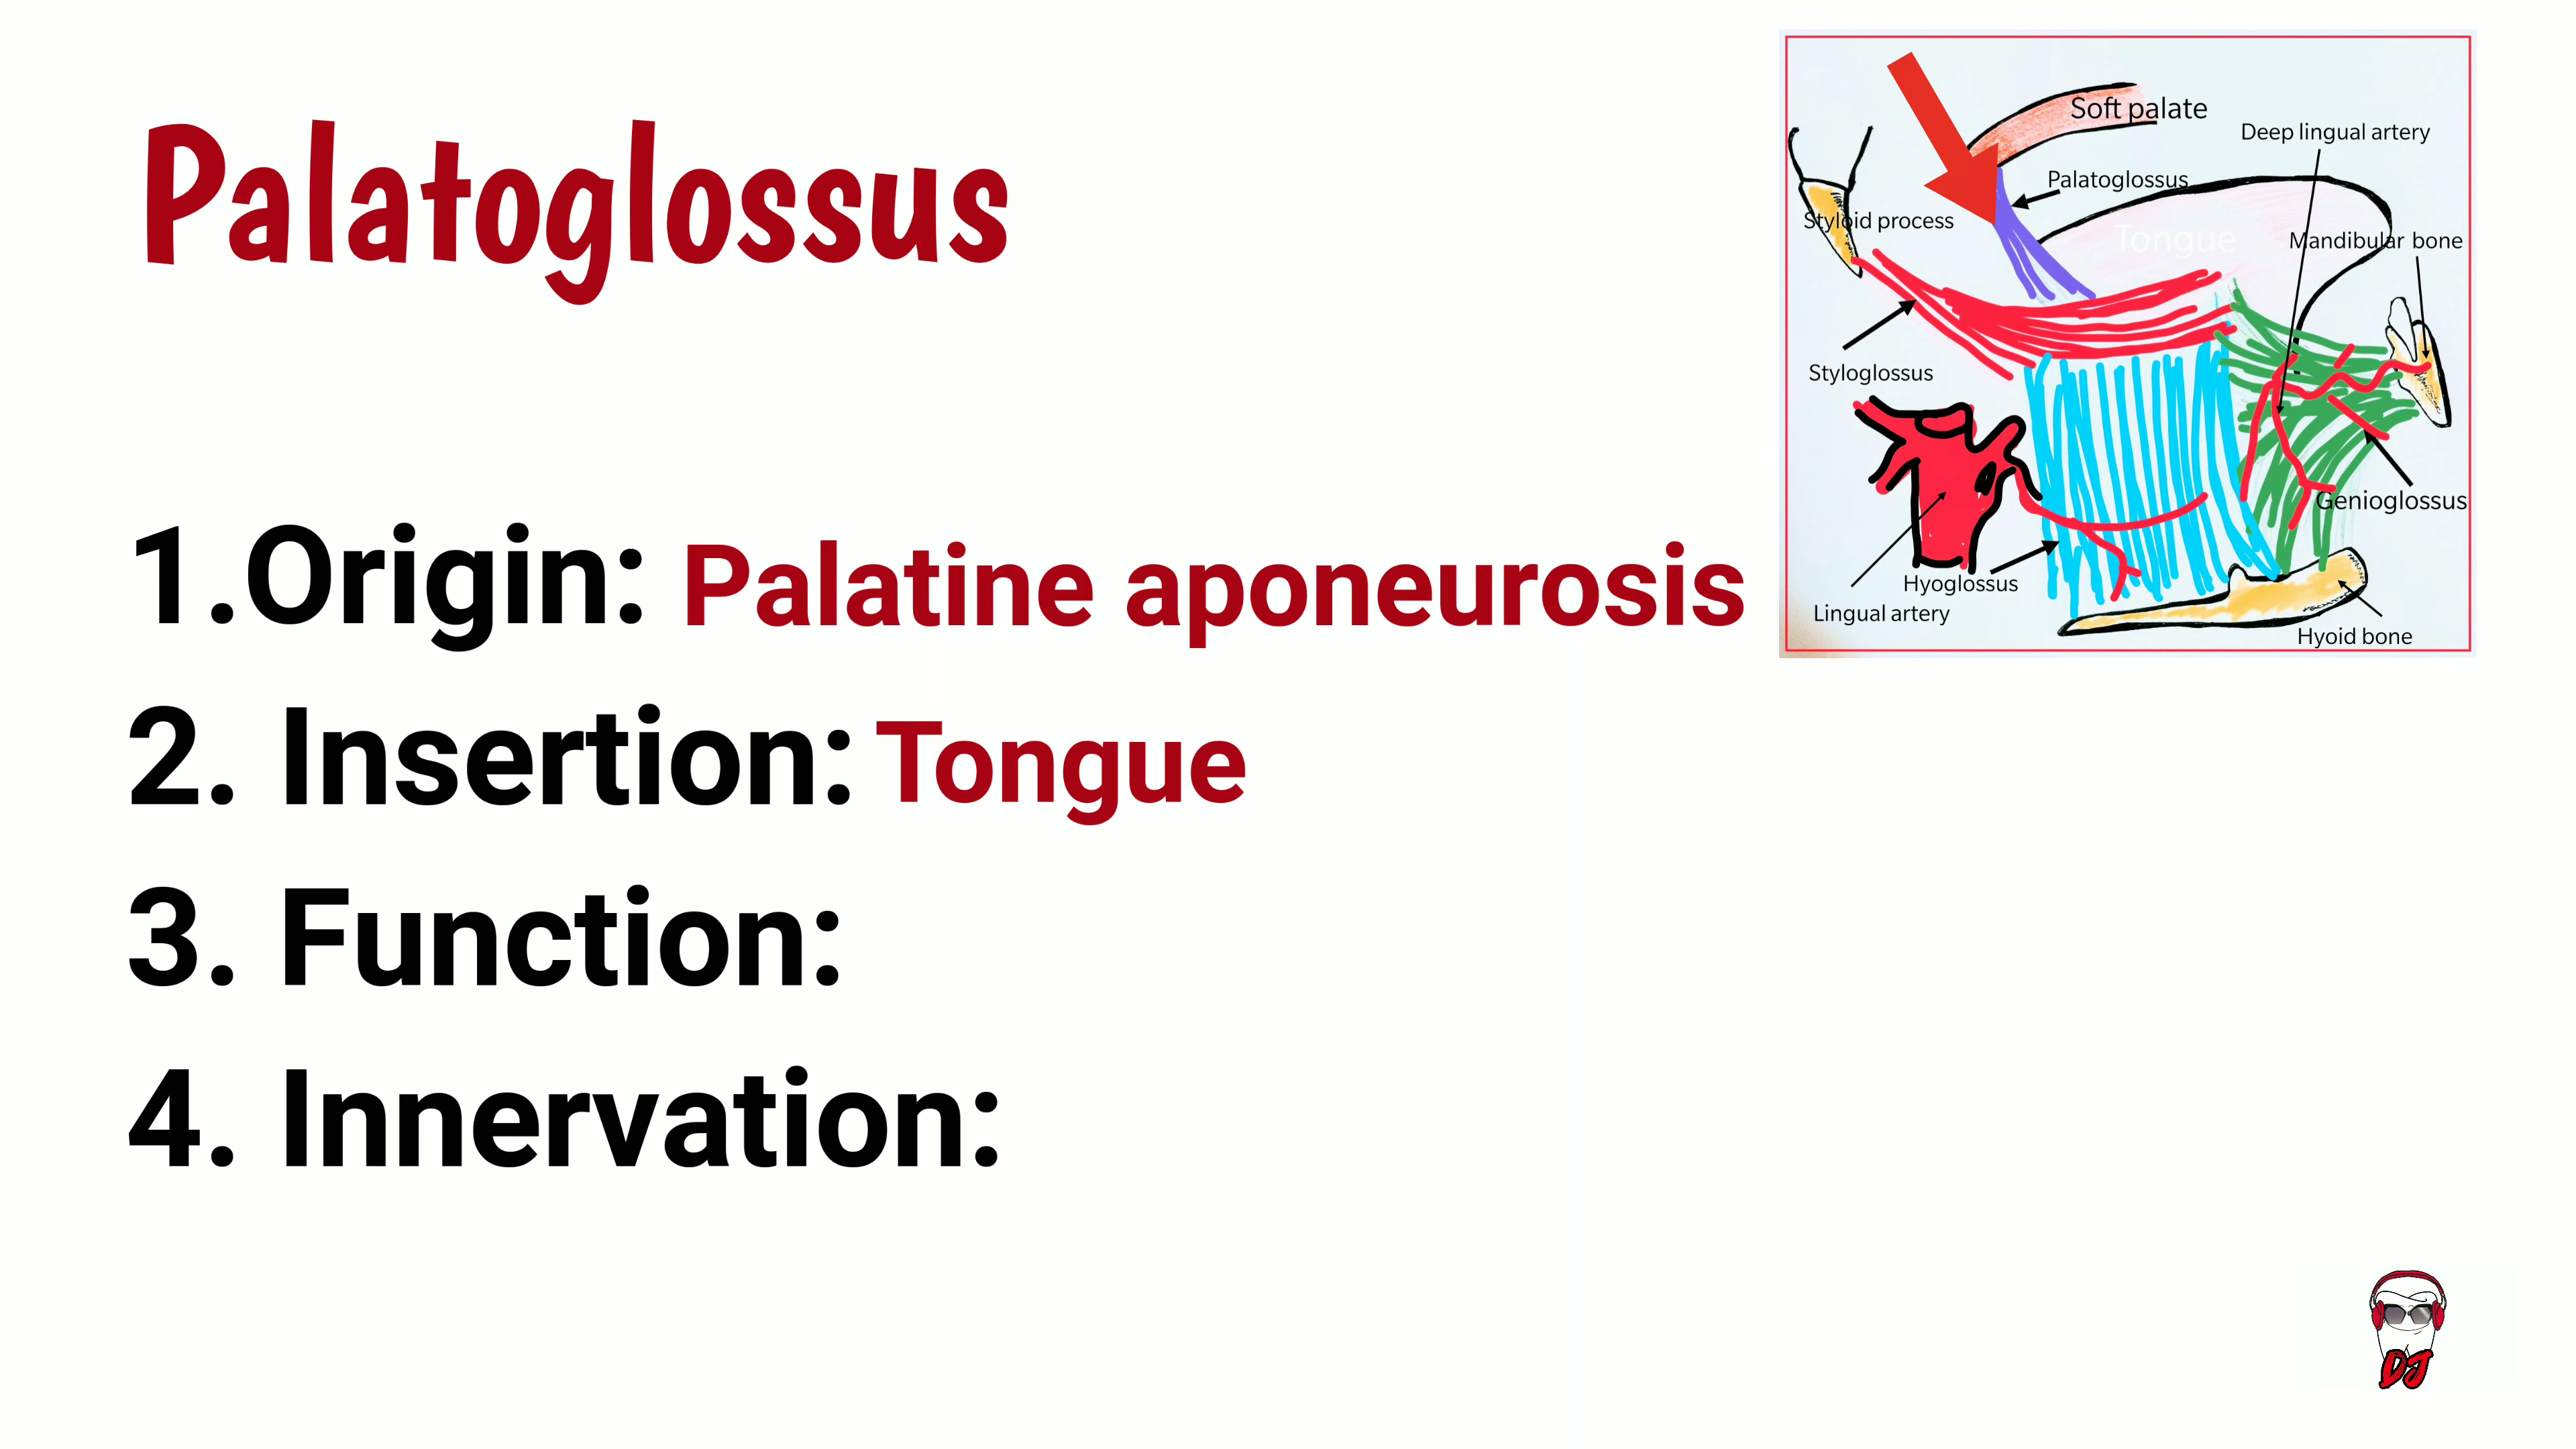 Palatoglossus
1.Origin: Palatine aponeurosis
2. Insertion: Tongue
3. Function:
4. Innervation:
Soft palate
Deep lingual artery
Palatoglossus
Styloid process
Tongue
Mandibular bone
Styloglossus
Genioglossus
Hyoglossus
Lingual artery
Hyoid bone
DJ